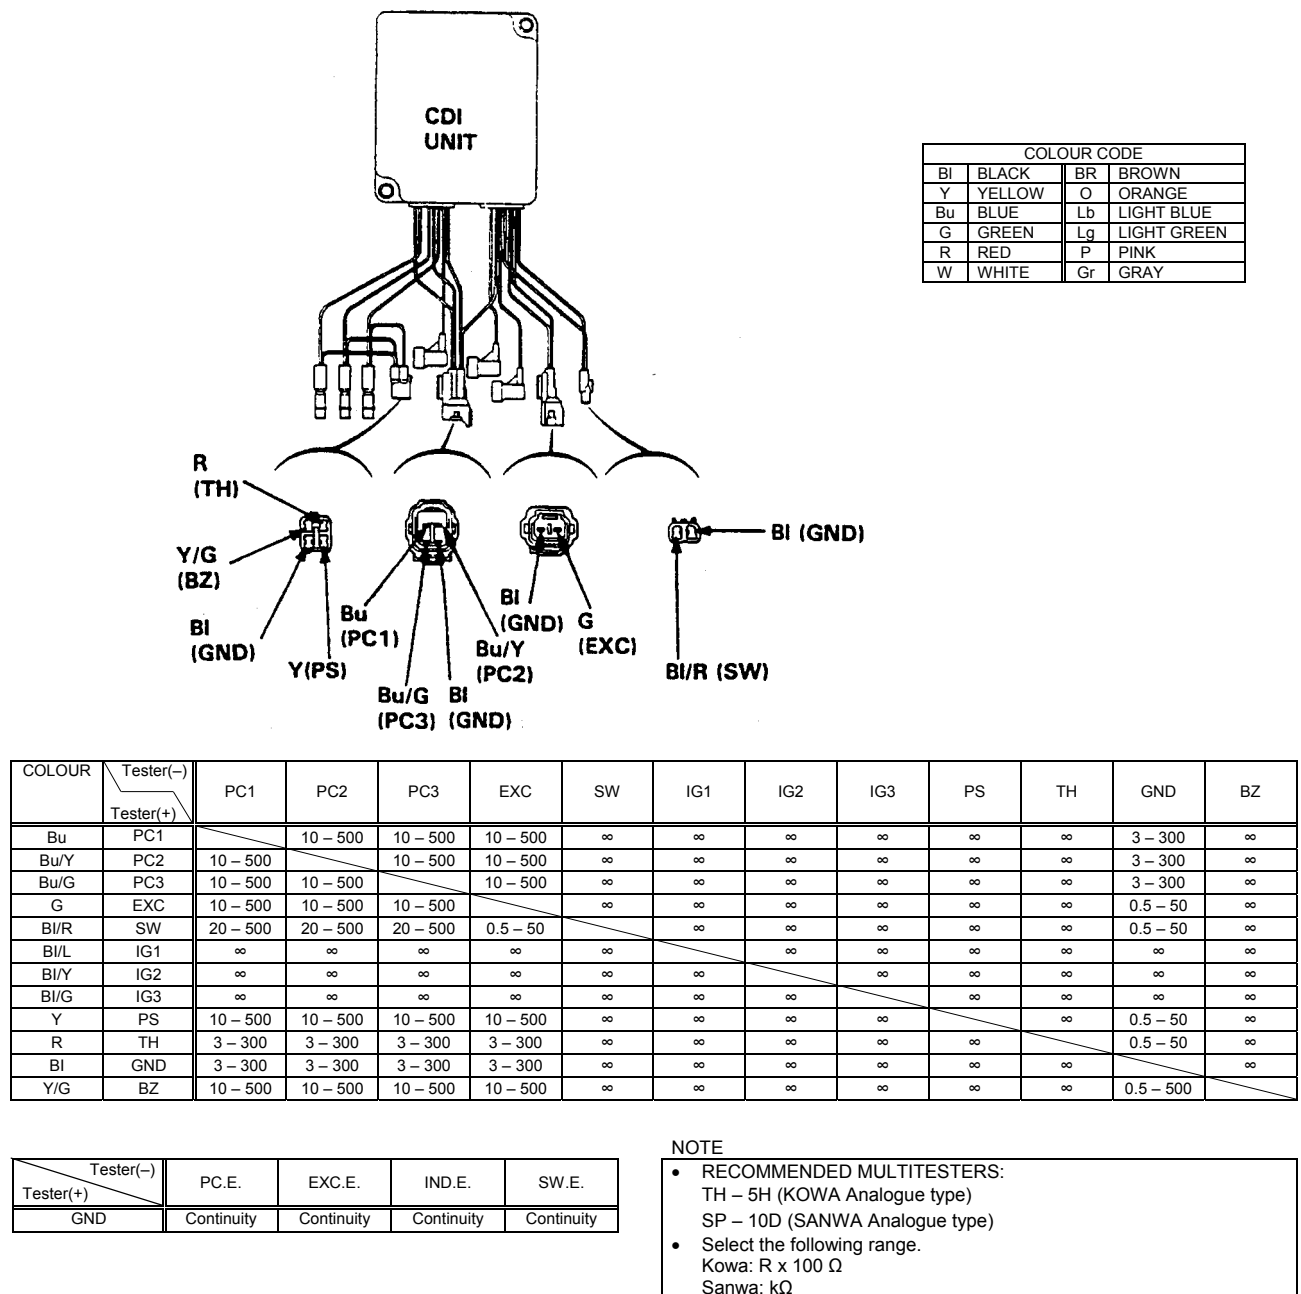 CDI
UNIT
COLOUR CODE
Bl BLACK BR BROWN
Y YELLOW O ORANGE
Bu BLUE Lb LIGHT BLUE
G GREEN Lg LIGHT GREEN
R RED P PINK
W WHITE Gr GRAY
R
(TH)
Y/G
(BZ)
Bl
(GND)
Y(PS)
Bu
(PC1)
Bu/G
(PC3)
Bl
(GND)
Bu/Y
(PC2)
Bl
(GND)
G
(EXC)
Bl (GND)
Bl/R (SW)
COLOUR Tester(–) Tester(+) PC1 PC2 PC3 EXC SW IG1 IG2 IG3 PS TH GND BZ
Bu PC1 10 – 500 10 – 500 10 – 500 ∞ ∞ ∞ ∞ ∞ ∞ 3 – 300 ∞
Bu/Y PC2 10 – 500 10 – 500 10 – 500 ∞ ∞ ∞ ∞ ∞ ∞ 3 – 300 ∞
Bu/G PC3 10 – 500 10 – 500 10 – 500 ∞ ∞ ∞ ∞ ∞ ∞ 3 – 300 ∞
G EXC 10 – 500 10 – 500 10 – 500 ∞ ∞ ∞ ∞ ∞ ∞ 0.5 – 50 ∞
Bl/R SW 20 – 500 20 – 500 20 – 500 0.5 – 50 ∞ ∞ ∞ ∞ ∞ 0.5 – 50 ∞
Bl/L IG1 ∞ ∞ ∞ ∞ ∞ ∞ ∞ ∞ ∞ ∞ ∞
Bl/Y IG2 ∞ ∞ ∞ ∞ ∞ ∞ ∞ ∞ ∞ ∞ ∞
Bl/G IG3 ∞ ∞ ∞ ∞ ∞ ∞ ∞ ∞ ∞ ∞ ∞
Y PS 10 – 500 10 – 500 10 – 500 10 – 500 ∞ ∞ ∞ ∞ ∞ 0.5 – 50 ∞
R TH 3 – 300 3 – 300 3 – 300 3 – 300 ∞ ∞ ∞ ∞ ∞ 0.5 – 50 ∞
Bl GND 3 – 300 3 – 300 3 – 300 3 – 300 ∞ ∞ ∞ ∞ ∞ ∞ ∞
Y/G BZ 10 – 500 10 – 500 10 – 500 10 – 500 ∞ ∞ ∞ ∞ ∞ ∞ 0.5 – 500
Tester(–) Tester(+) PC.E. EXC.E. IND.E. SW.E.
GND Continuity Continuity Continuity Continuity
NOTE
• RECOMMENDED MULTITESTERS:
TH – 5H (KOWA Analogue type)
SP – 10D (SANWA Analogue type)
• Select the following range.
Kowa: R x 100 Ω
Sanwa: kΩ